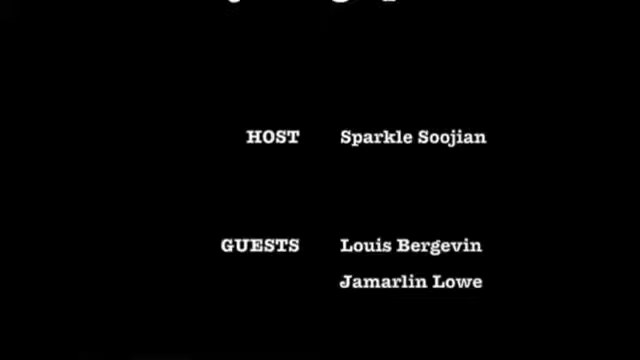 HOST Sparkle Soojian
GUESTS Louis Bergevin
Jamarlin Lowe